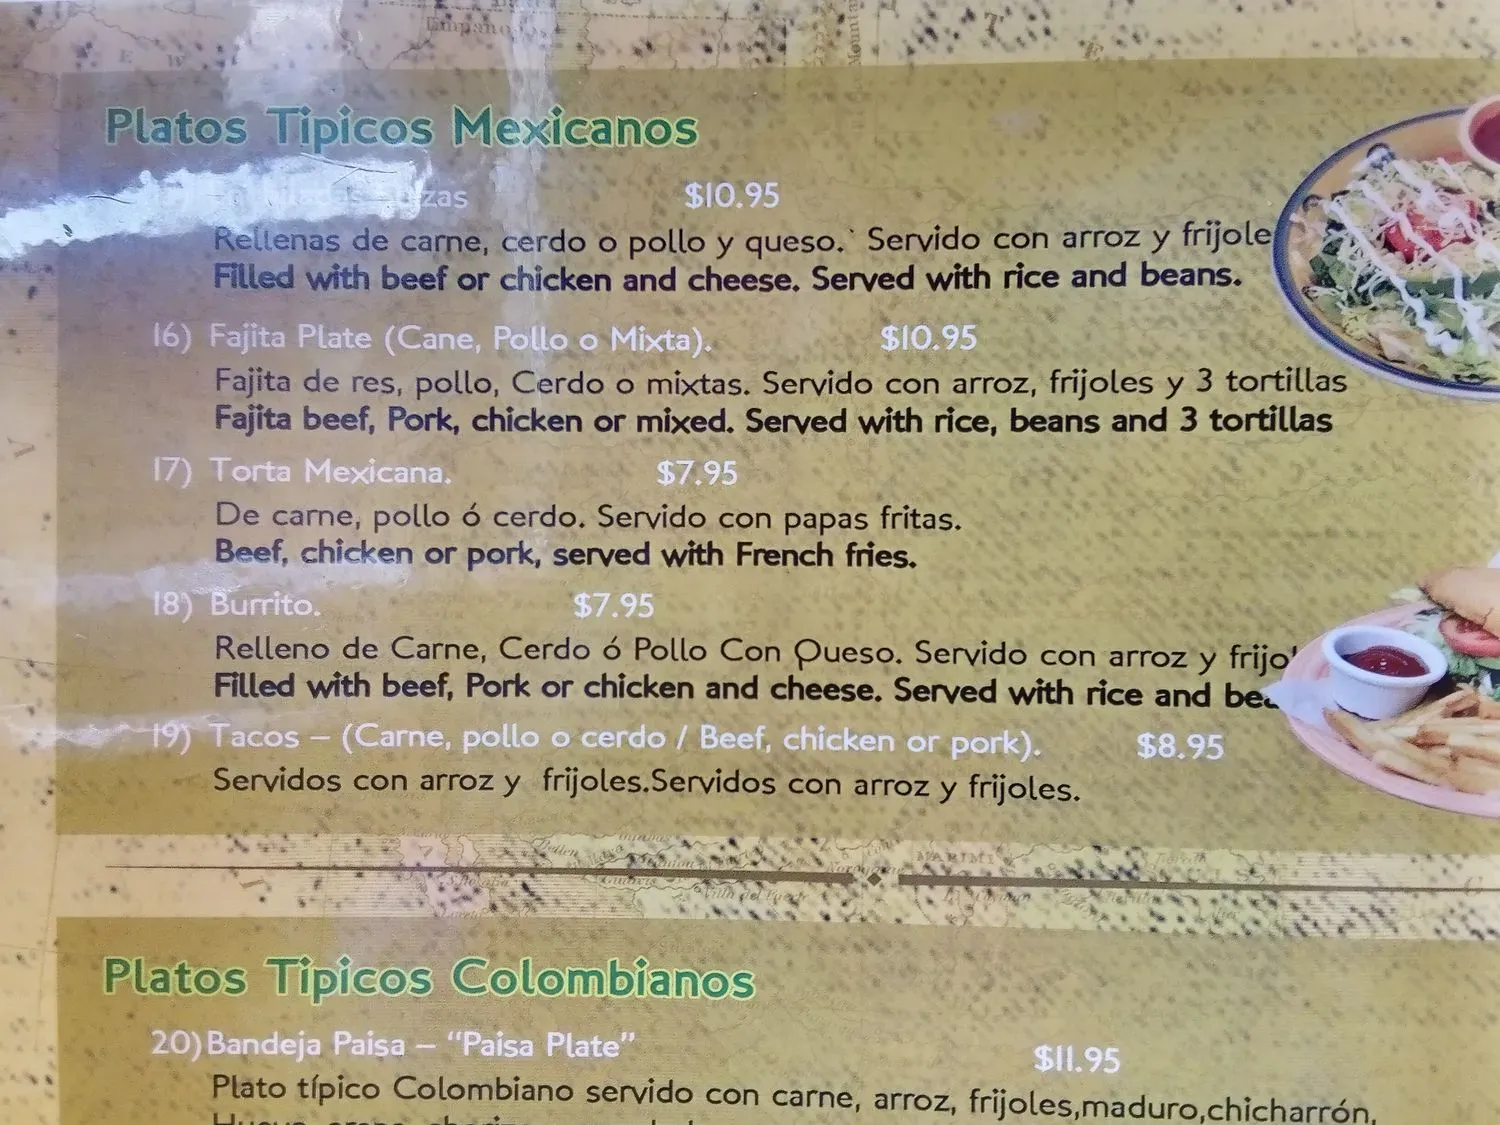 Platos Tipicos Mexicanos
$10.95
Rellenas de carne, cerdo o pollo y queso. Servido con arroz y frijole
Filled with beef or chicken and cheese. Served with rice and beans.
16) Fajita Plate (Cane, Pollo o Mixta). $10.95
Fajita de res, pollo, Cerdo o mixtas. Servido con arroz, frijoles y 3 tortillas
Fajita beef, Pork, chicken or mixed. Served with rice, beans and 3 tortillas
17) Torta Mexicana. $7.95
De carne, pollo ó cerdo. Servido con papas fritas.
Beef, chicken or pork, served with French fries.
18) Burrito. $7.95
Relleno de Carne, Cerdo ó Pollo Con Queso. Servido con arroz y frijo
Filled with beef, Pork or chicken and cheese. Served with rice and be
19) Tacos – (Carne, pollo o cerdo / Beef, chicken or pork). $8.95
Servidos con arroz y frijoles.Servidos con arroz y frijoles.
Platos Tipicos Colombianos
20) Bandeja Paisa – “Paisa Plate” $11.95
Plato típico Colombiano servido con carne, arroz, frijoles,maduro,chicharrón,